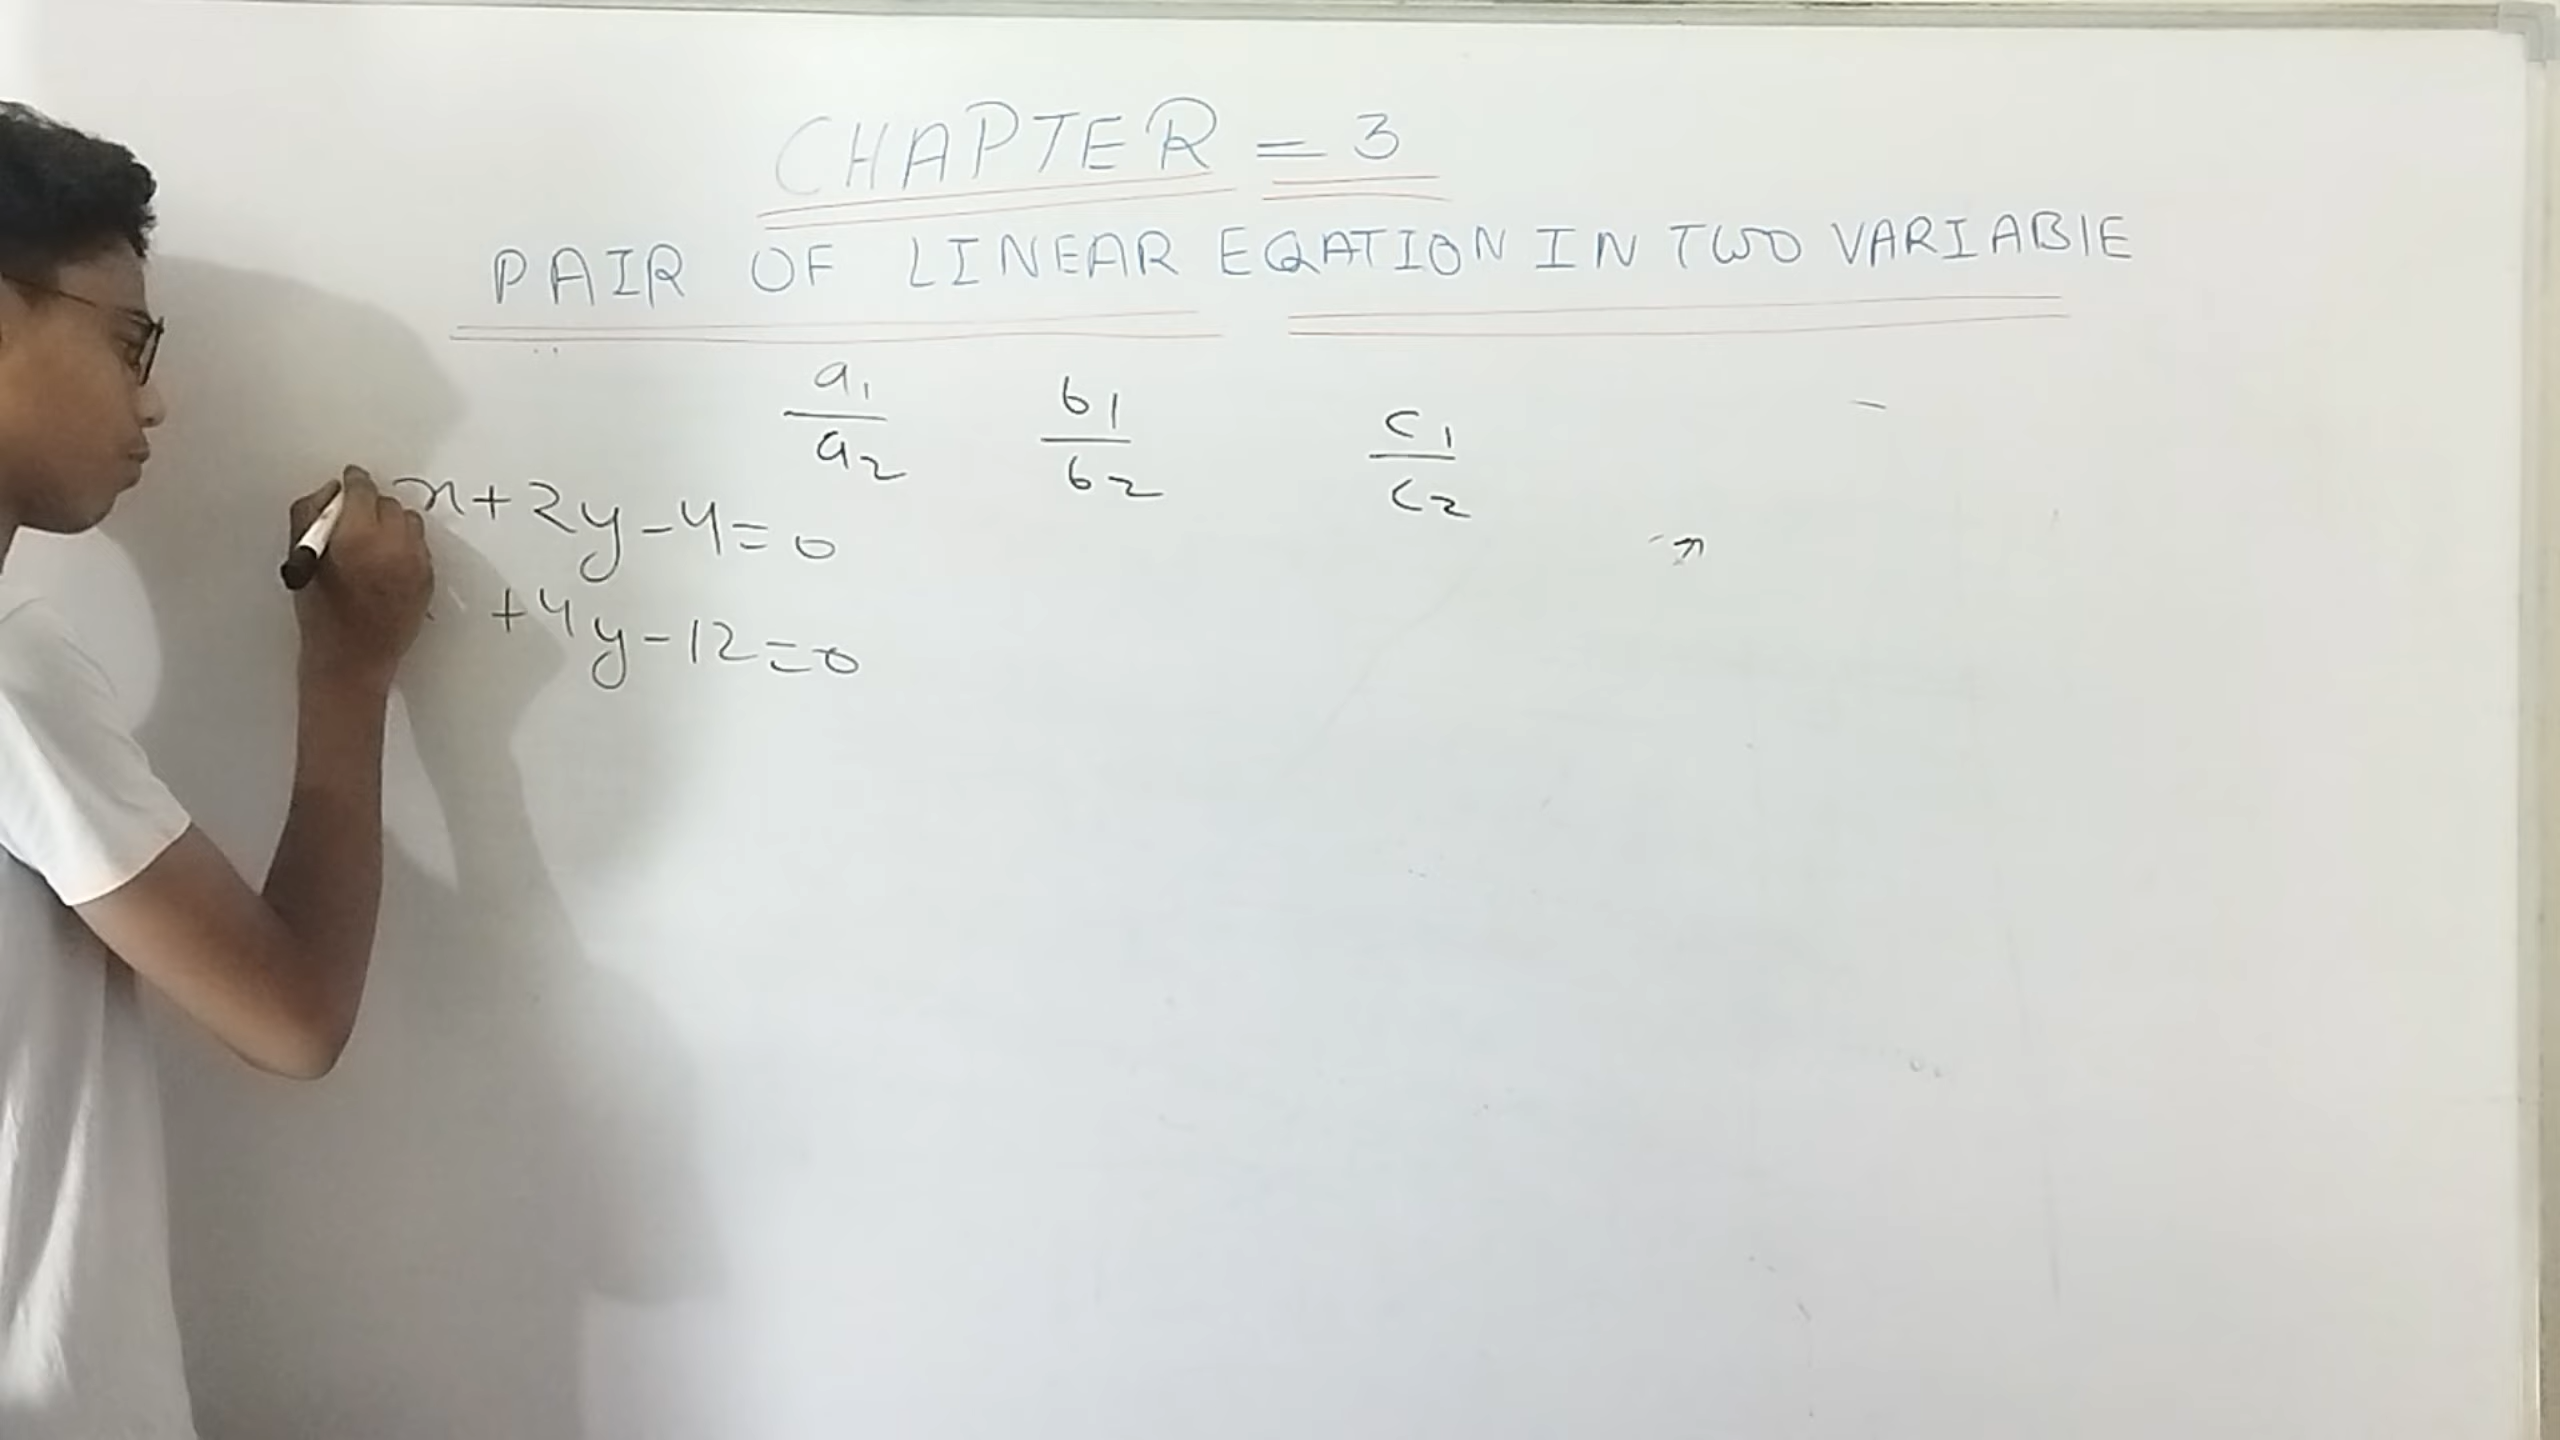 CHAPTER = 3
PAIR OF LINEAR EQATION IN TWO VARIABIE
a1/a2 b1/b2 c1/c2
x+2y-4=0
+4y-12=0